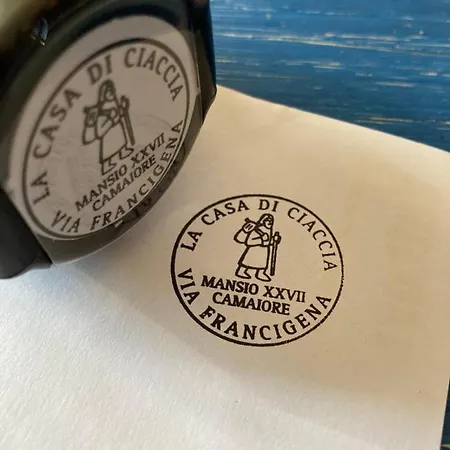 LA CASA DI CIACCIA
MANSIO XXVII
CAMAIORE
VIA FRANCIGENA
LA CASA DI CIACCIA
MANSIO XXVII
CAMAIORE
VIA FRANCIGENA